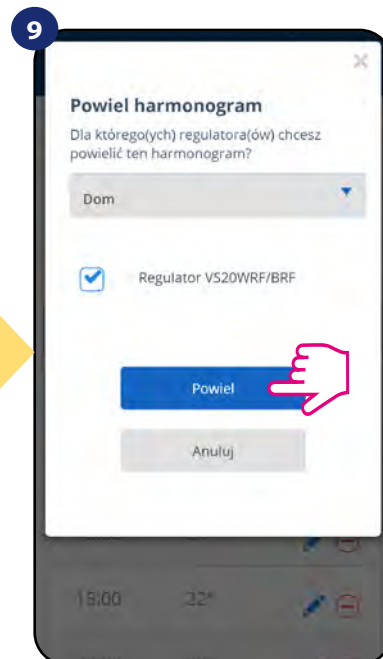 9
Powiel harmonogram
Dla którego(ych) regulatora(ów) chcesz
powielić ten harmonogram?
Dom
Regulator VS20WRF/BRF
Powiel
Anuluj
15:00 22°